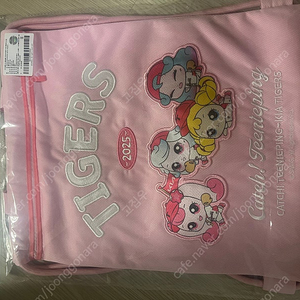 TIGERS
2025
Catch! Teenieping
CATCH! TEENIEPING × KIA TIGERS
cafe.naver.com/joonggonara